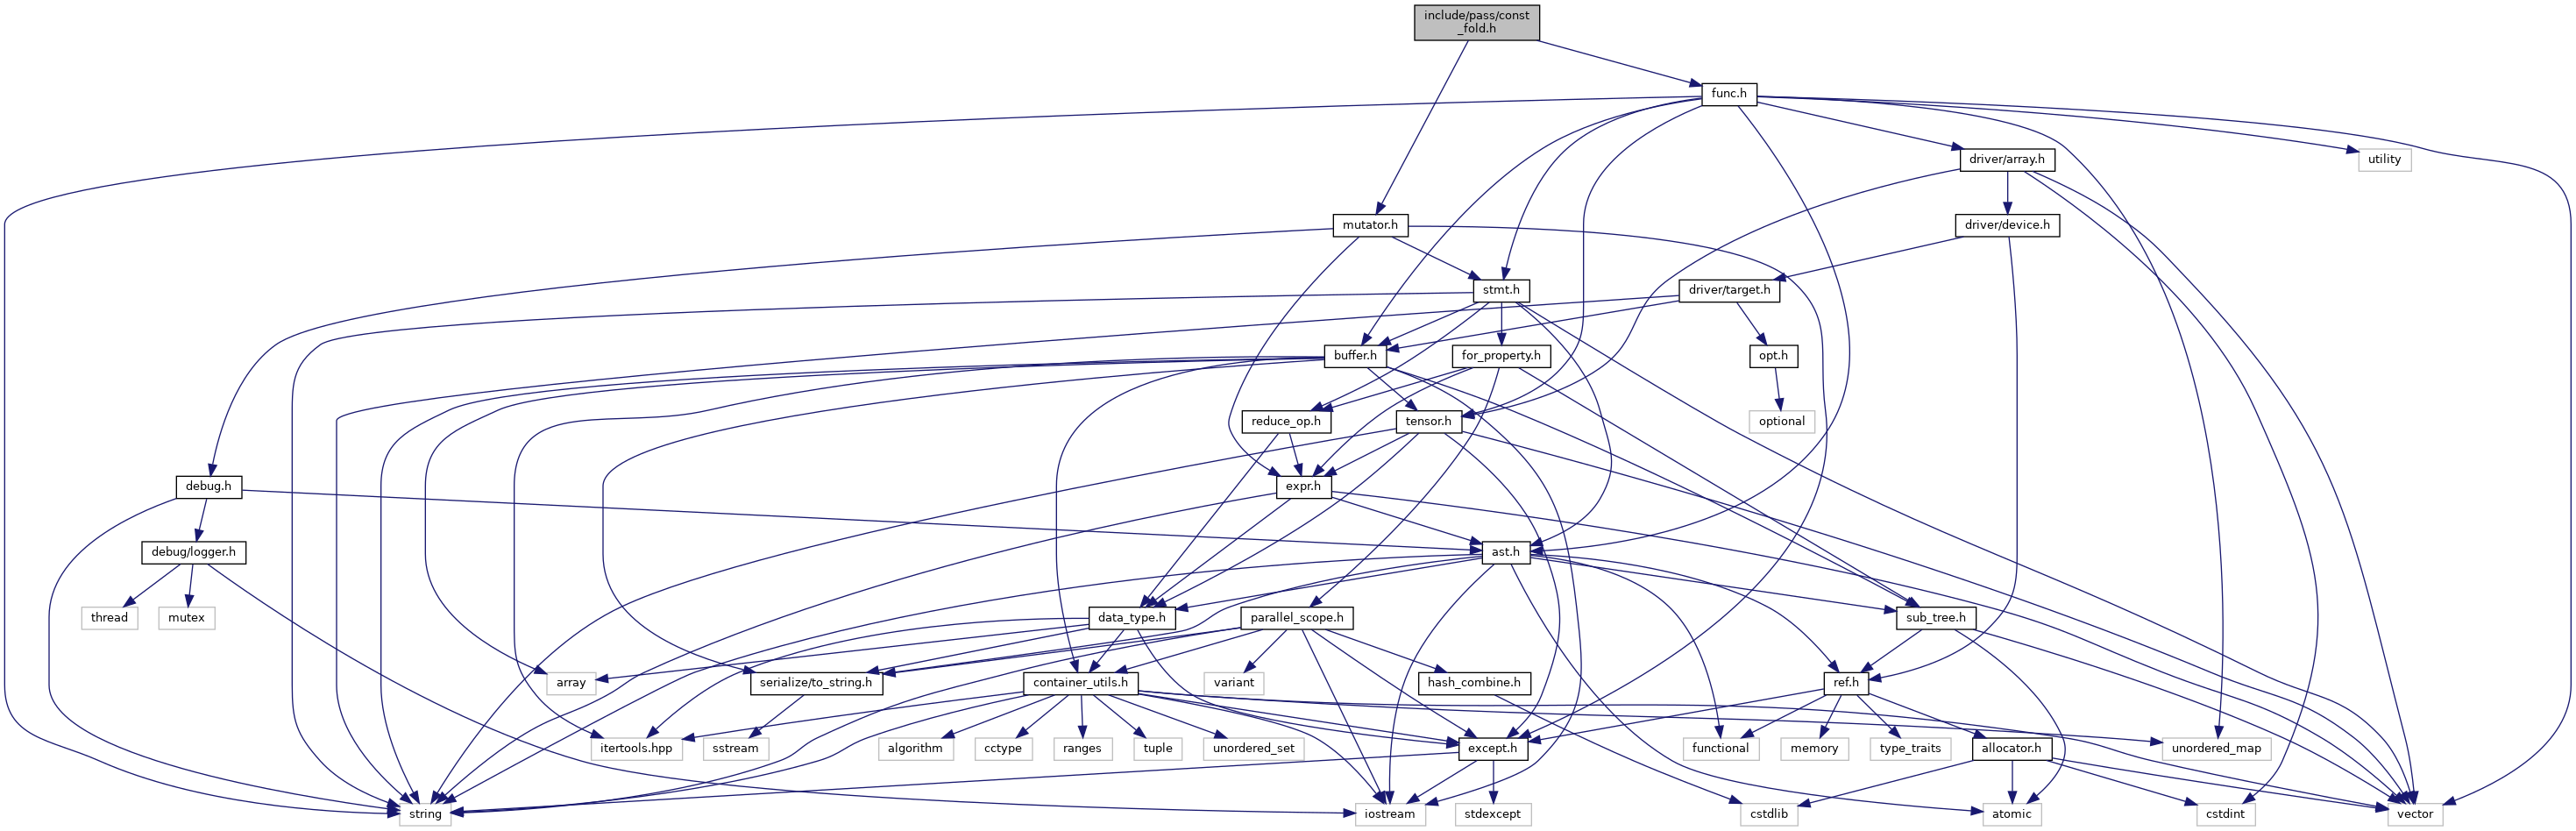 include/pass/const
_fold.h
func.h
driver/array.h
utility
mutator.h
driver/device.h
stmt.h
driver/target.h
buffer.h
for_property.h
opt.h
reduce_op.h
tensor.h
optional
debug.h
expr.h
debug/logger.h
ast.h
thread
mutex
data_type.h
parallel_scope.h
sub_tree.h
array
serialize/to_string.h
container_utils.h
variant
hash_combine.h
ref.h
itertools.hpp
sstream
algorithm
cctype
ranges
tuple
unordered_set
except.h
functional
memory
type_traits
allocator.h
unordered_map
string
iostream
stdexcept
cstdlib
atomic
cstdint
vector